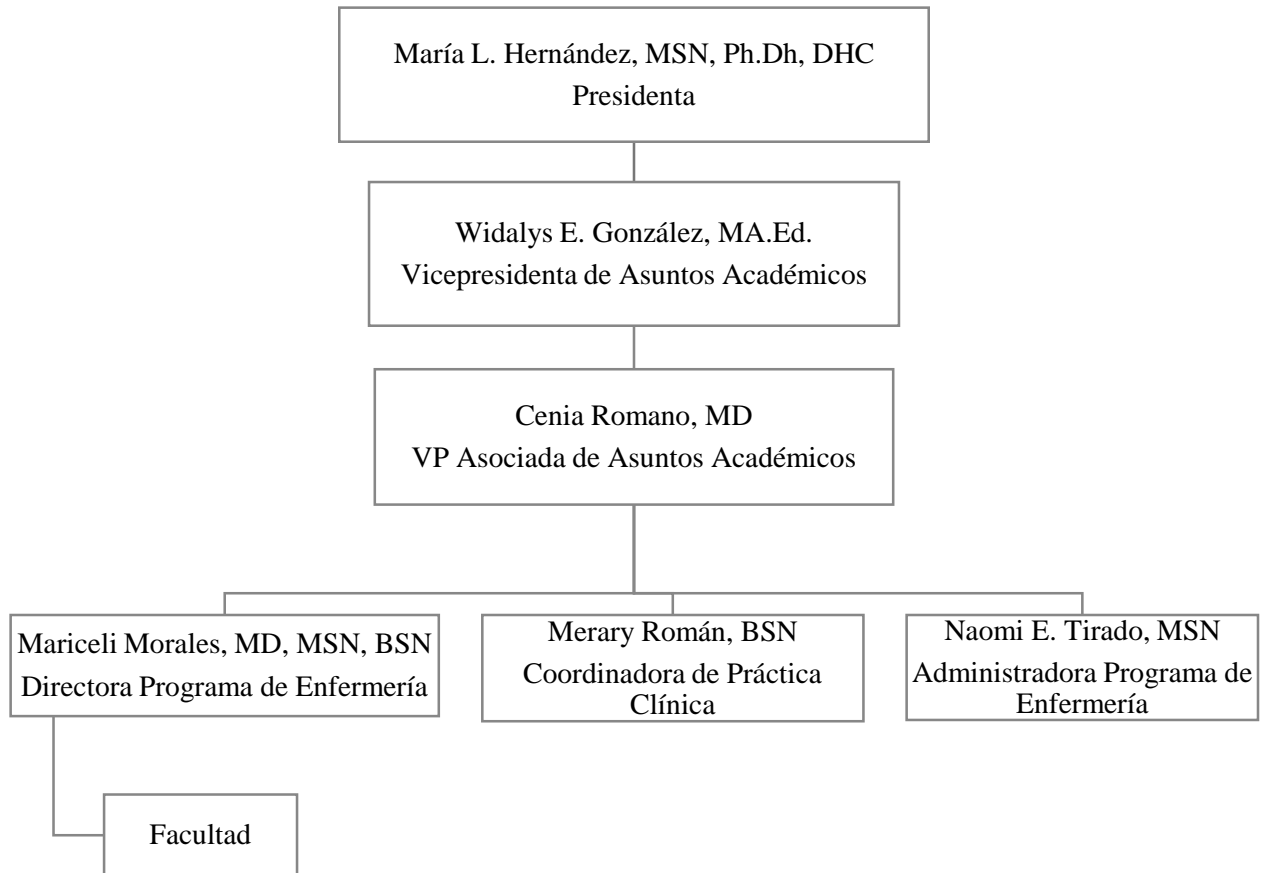 María L. Hernández, MSN, Ph.Dh, DHC
Presidenta
Widalys E. González, MA.Ed.
Vicepresidenta de Asuntos Académicos
Cenia Romano, MD
VP Asociada de Asuntos Académicos
Mariceli Morales, MD, MSN, BSN
Directora Programa de Enfermería
Merary Román, BSN
Coordinadora de Práctica
Clínica
Naomi E. Tirado, MSN
Administradora Programa de
Enfermería
Facultad